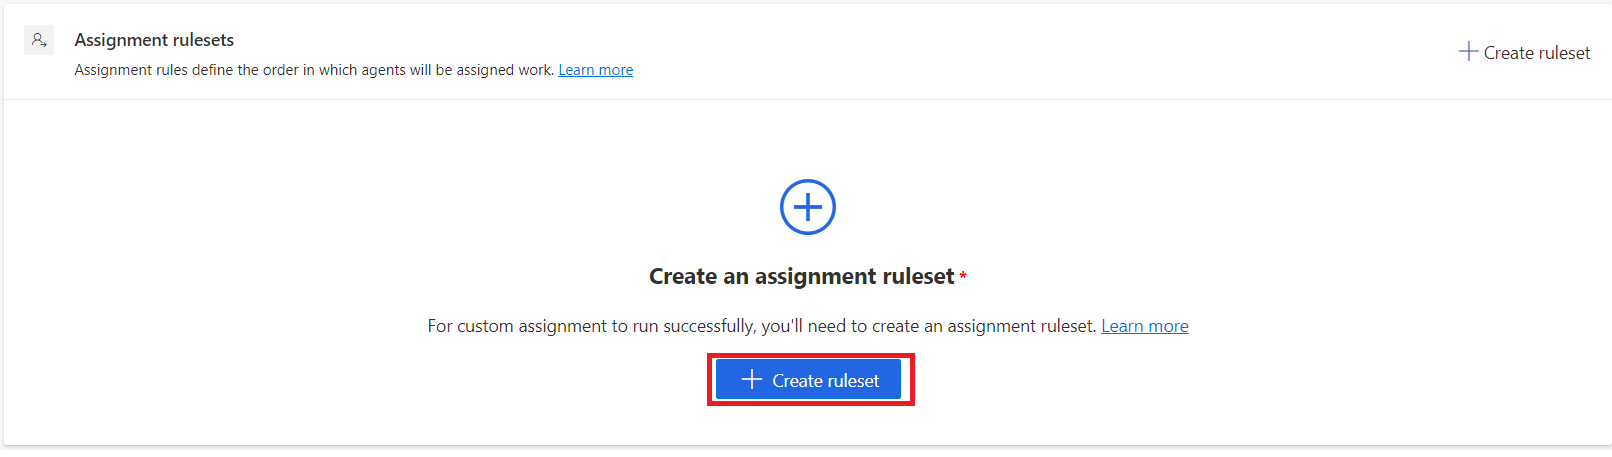 Assignment rulesets
Assignment rules define the order in which agents will be assigned work. Learn more
Create ruleset
Create an assignment ruleset *
For custom assignment to run successfully, you'll need to create an assignment ruleset. Learn more
Create ruleset